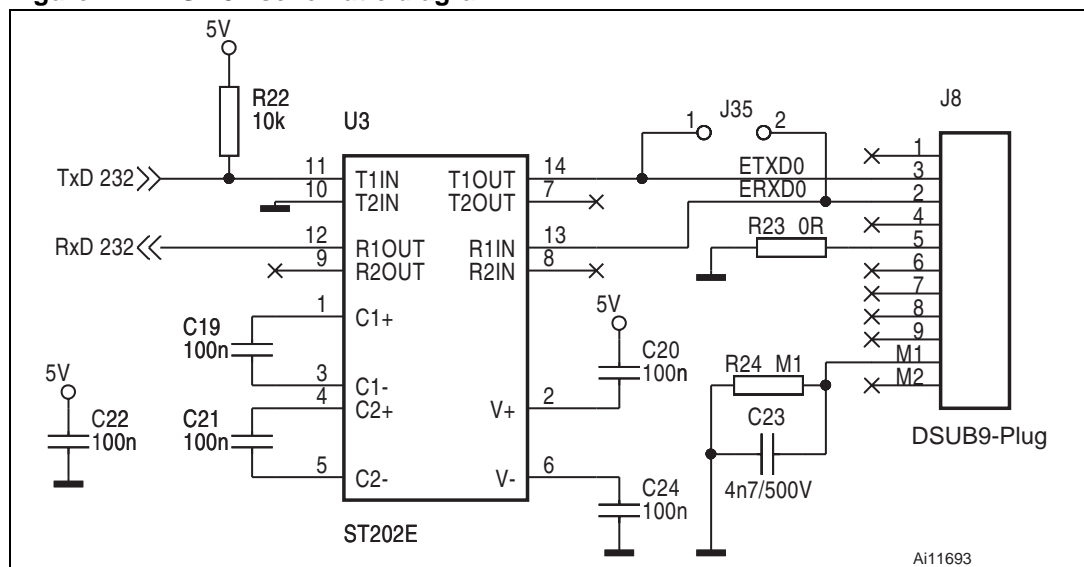 5V
R22
10k
TxD 232
RxD 232
U3
11
10
12
9
1
3
4
5
T1IN
T2IN
R1OUT
R2OUT
C1+
C1-
C2+
C2-
T1OUT
T2OUT
R1IN
R2IN
V+
V-
14
7
13
8
2
6
ST202E
C19
100n
C21
100n
5V
C22
100n
5V
C20
100n
C24
100n
1
J35
2
ETXD0
ERXD0
R23 0R
R24 M1
C23
4n7/500V
J8
1
3
2
4
5
6
7
8
9
M1
M2
DSUB9-Plug
Ai11693